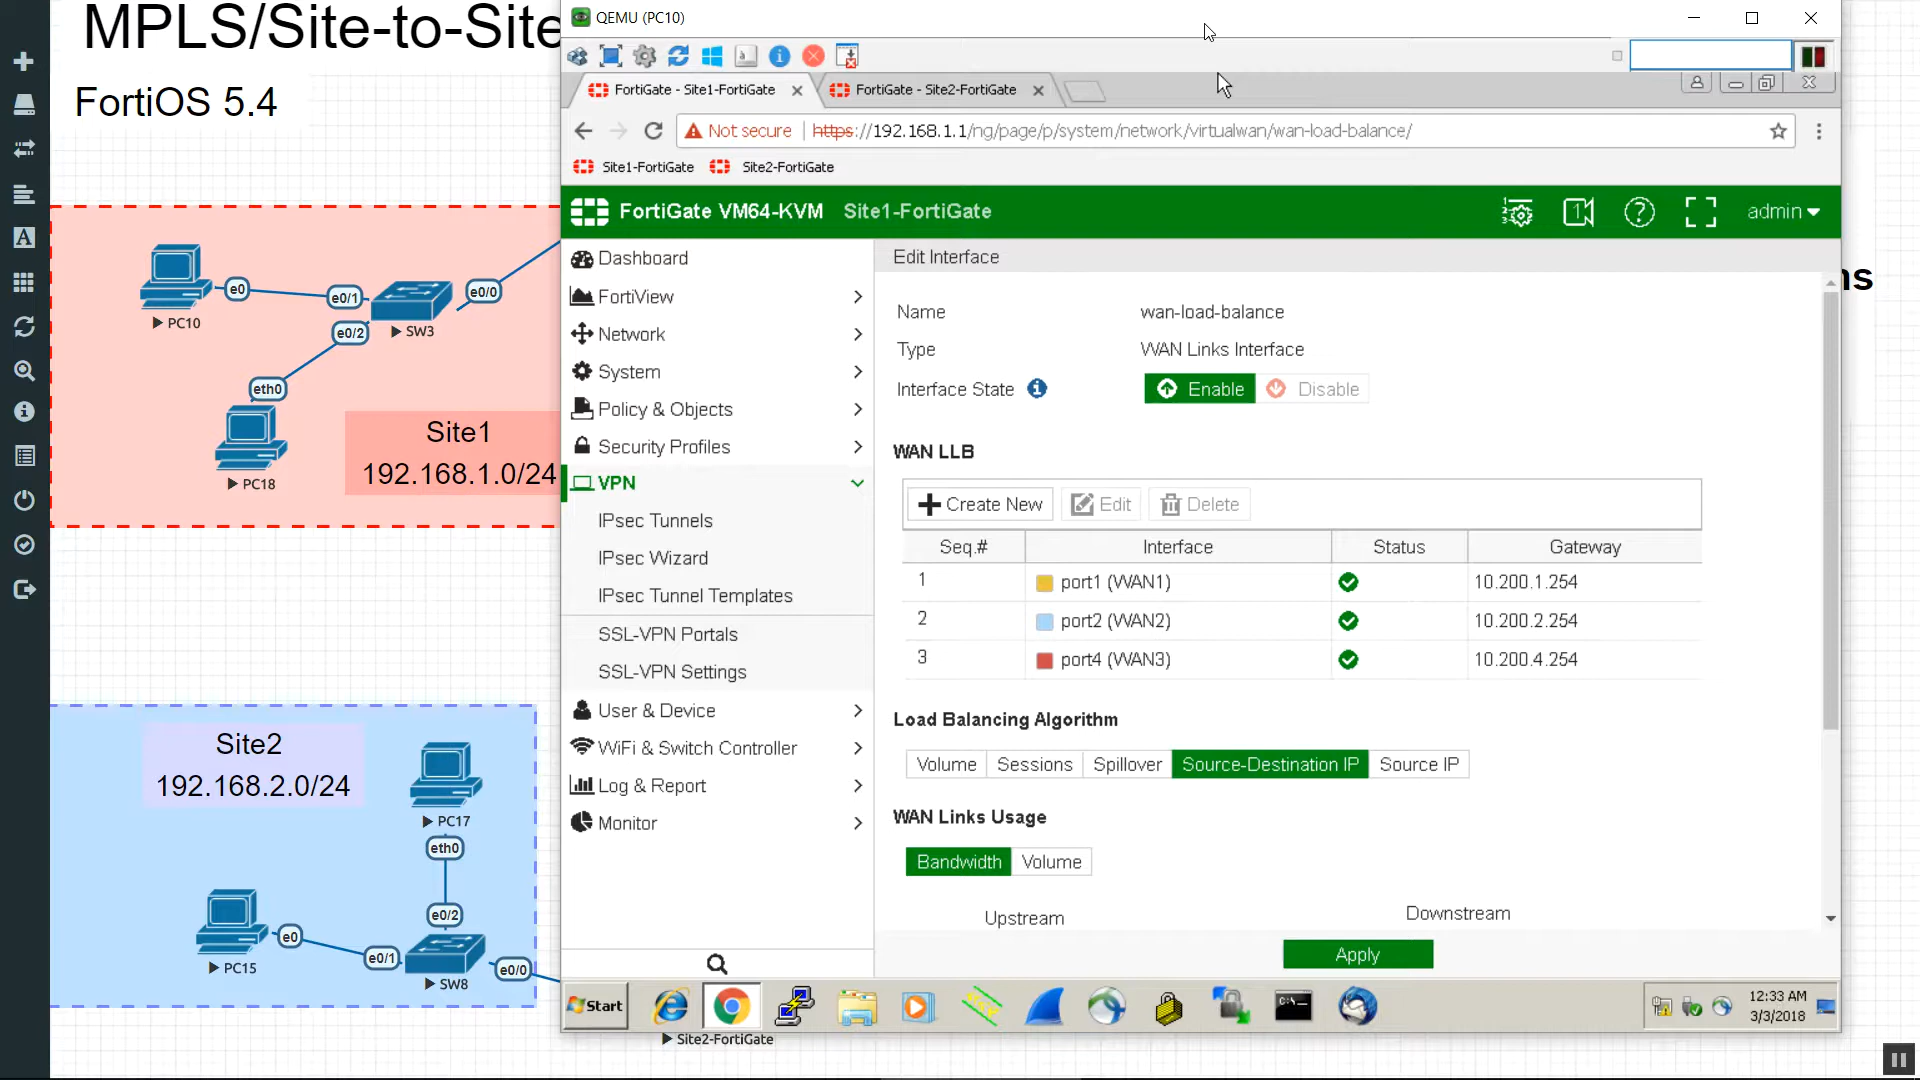 MPLS/Site-to-Site
FortiOS 5.4
PC10
e0
e0/1
SW3
e0/0
e0/2
eth0
PC18
Site1
192.168.1.0/24
Site2
192.168.2.0/24
PC17
eth0
e0/2
PC15
e0
e0/1
SW8
e0/0
Site2-FortiGate
QEMU (PC10)
FortiGate - Site1-FortiGate
FortiGate - Site2-FortiGate
Not secure https://192.168.1.1/ng/page/p/system/network/virtualwan/wan-load-balance/
Site1-FortiGate Site2-FortiGate
FortiGate VM64-KVM Site1-FortiGate
admin
Dashboard
FortiView
Network
System
Policy & Objects
Security Profiles
VPN
IPsec Tunnels
IPsec Wizard
IPsec Tunnel Templates
SSL-VPN Portals
SSL-VPN Settings
User & Device
WiFi & Switch Controller
Log & Report
Monitor
Edit Interface
Name wan-load-balance
Type WAN Links Interface
Interface State Enable Disable
WAN LLB
Create New Edit Delete
Seq.# Interface Status Gateway
1 port1 (WAN1) 10.200.1.254
2 port2 (WAN2) 10.200.2.254
3 port4 (WAN3) 10.200.4.254
Load Balancing Algorithm
Volume Sessions Spillover Source-Destination IP Source IP
WAN Links Usage
Bandwidth Volume
Upstream Downstream
Apply
Start
12:33 AM
3/3/2018